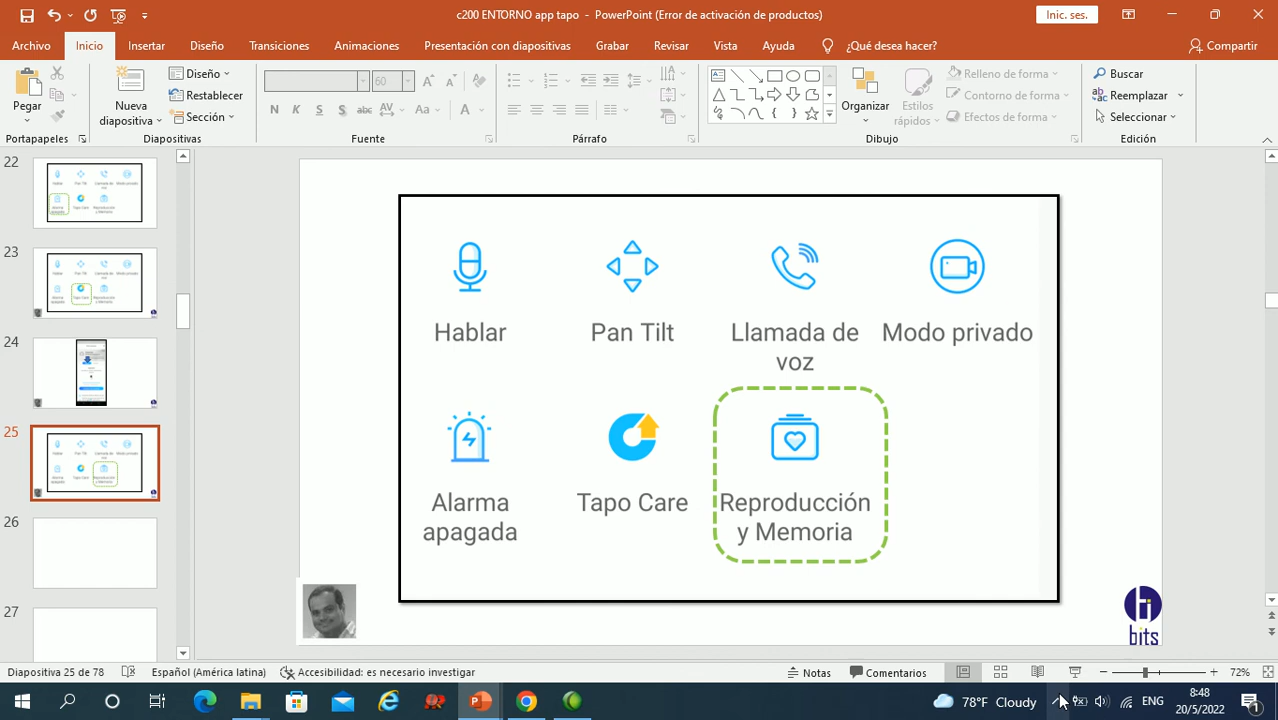 c200 ENTORNO app tapo - PowerPoint (Error de activación de productos)
Inic. ses.
Archivo Inicio Insertar Diseño Transiciones Animaciones Presentación con diapositivas Grabar Revisar Vista Ayuda ¿Qué desea hacer? Compartir
Pegar
Nueva diapositiva
Diseño
Restablecer
Sección
60
N K S S abc AV Aa A
Organizar
Estilos rápidos
Relleno de forma
Contorno de forma
Efectos de forma
Buscar
Reemplazar
Seleccionar
Portapapeles Diapositivas Fuente Párrafo Dibujo Edición
22
23
24
25
26
27
Hablar Pan Tilt Llamada de voz Modo privado
Alarma apagada Tapo Care Reproducción y Memoria
bits
Diapositiva 25 de 78 Español (América latina) Accesibilidad: es necesario investigar Notas Comentarios 72%
78°F Cloudy ENG 8:48
20/5/2022
1